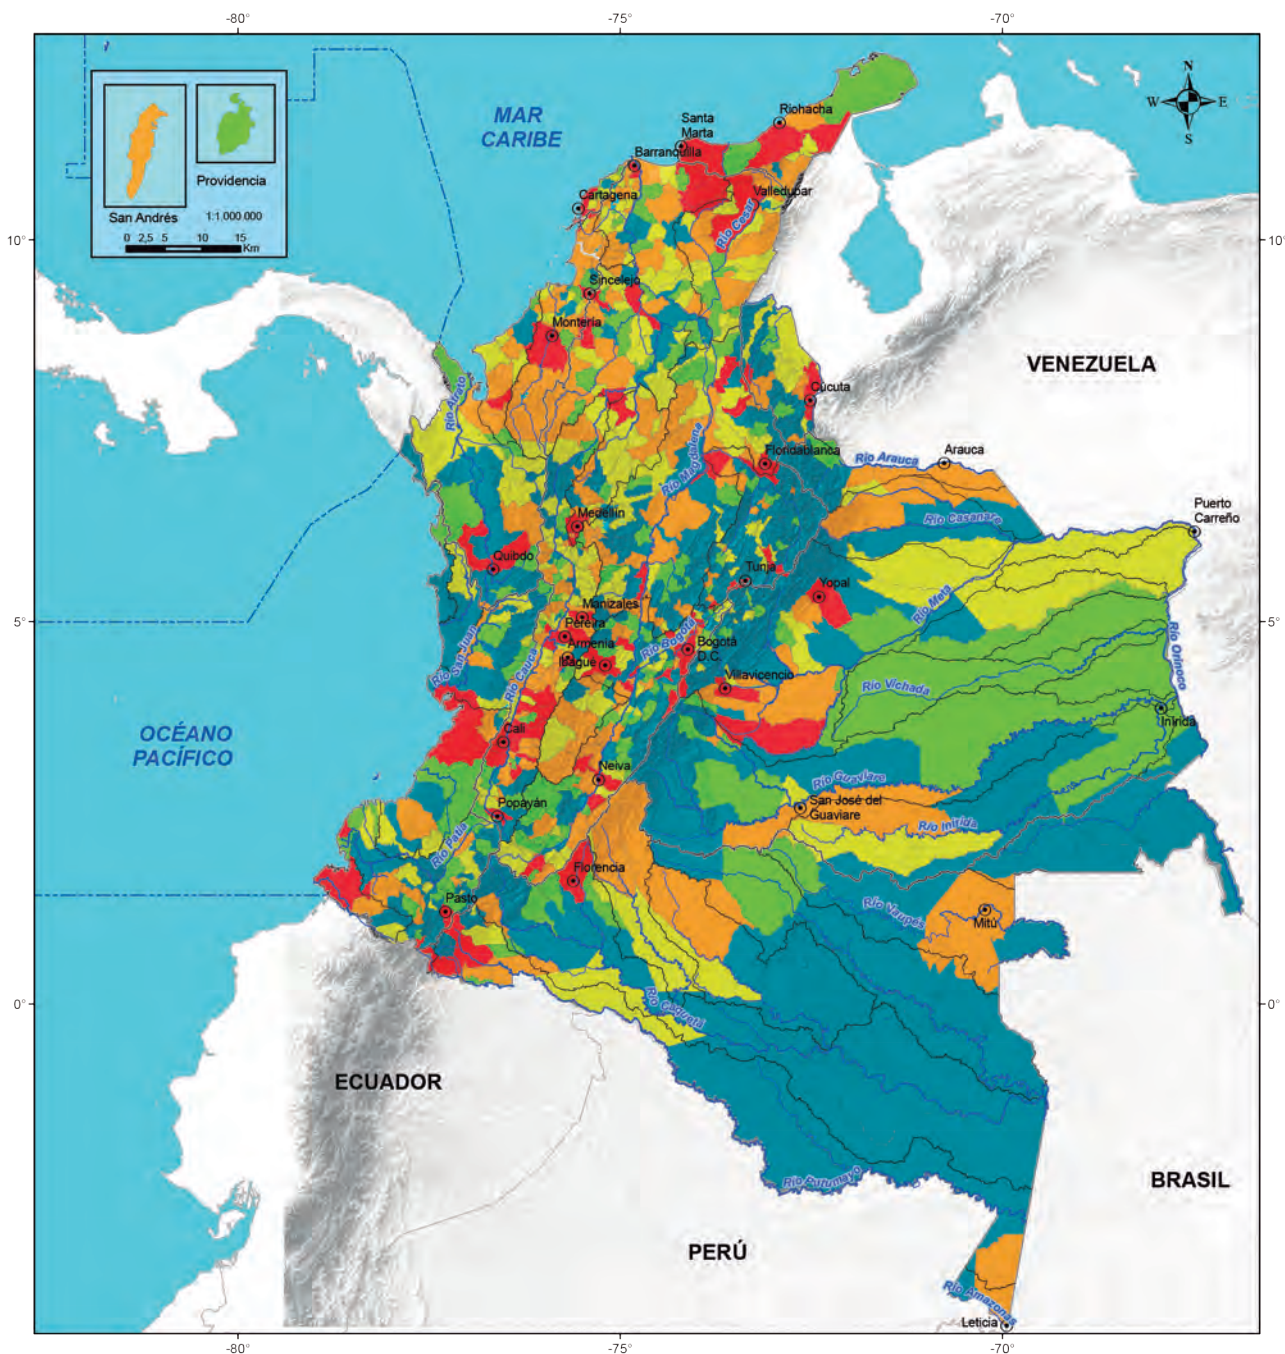 -80°
-75°
-70°
MAR
CARIBE
Riohacha
Santa
Marta
Barranquilla
N
W
E
S
Providencia
San Andrés
1:1.000.000
0 2,5 5 10 15
Km
Cartagena
Valledupar
Río Cesar
10°
10°
Sincelejo
Montería
VENEZUELA
Río Atrato
Cúcuta
Río Magdalena
Floridablanca
Río Arauca
Arauca
Puerto
Carreño
Medellín
Río Casanare
Quibdo
Tunja
Yopal
Río Meta
Manizales
5°
5°
Pereira
Armenia
Río Bogotá
Bogotá
D.C.
Ibagué
Río San Juan
Río Cauca
Villavicencio
Río Vichada
Río Orinoco
Inírida
OCÉANO
PACÍFICO
Cali
Neiva
Río Guaviare
San José del
Guaviare
Popayán
Río Inírida
Río Patía
Florencia
Pasto
Río Vaupés
Mitú
0°
0°
Río Caquetá
ECUADOR
BRASIL
Río Putumayo
PERÚ
Río Amazonas
Leticia
-80°
-75°
-70°